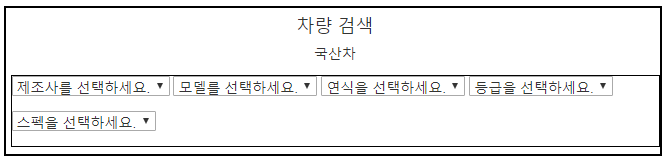 차량 검색
국산차
제조사를 선택하세요. 모델를 선택하세요. 연식을 선택하세요. 등급을 선택하세요.
스펙을 선택하세요.